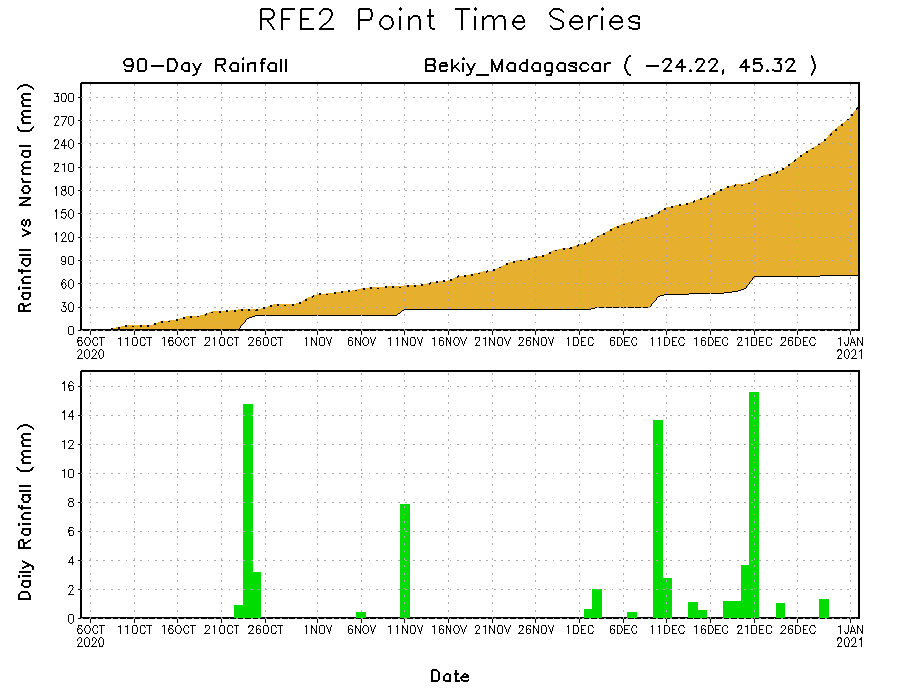 RFE2 Point Time Series
90-Day Rainfall
Bekiy_Madagascar ( -24.22, 45.32 )
Rainfall vs Normal (mm)
300
270
240
210
180
150
120
90
60
30
0
6OCT 11OCT 16OCT 21OCT 26OCT 1NOV 6NOV 11NOV 16NOV 21NOV 26NOV 1DEC 6DEC 11DEC 16DEC 21DEC 26DEC 1JAN
2020 2021
Daily Rainfall (mm)
16
14
12
10
8
6
4
2
0
6OCT 11OCT 16OCT 21OCT 26OCT 1NOV 6NOV 11NOV 16NOV 21NOV 26NOV 1DEC 6DEC 11DEC 16DEC 21DEC 26DEC 1JAN
2020 2021
Date